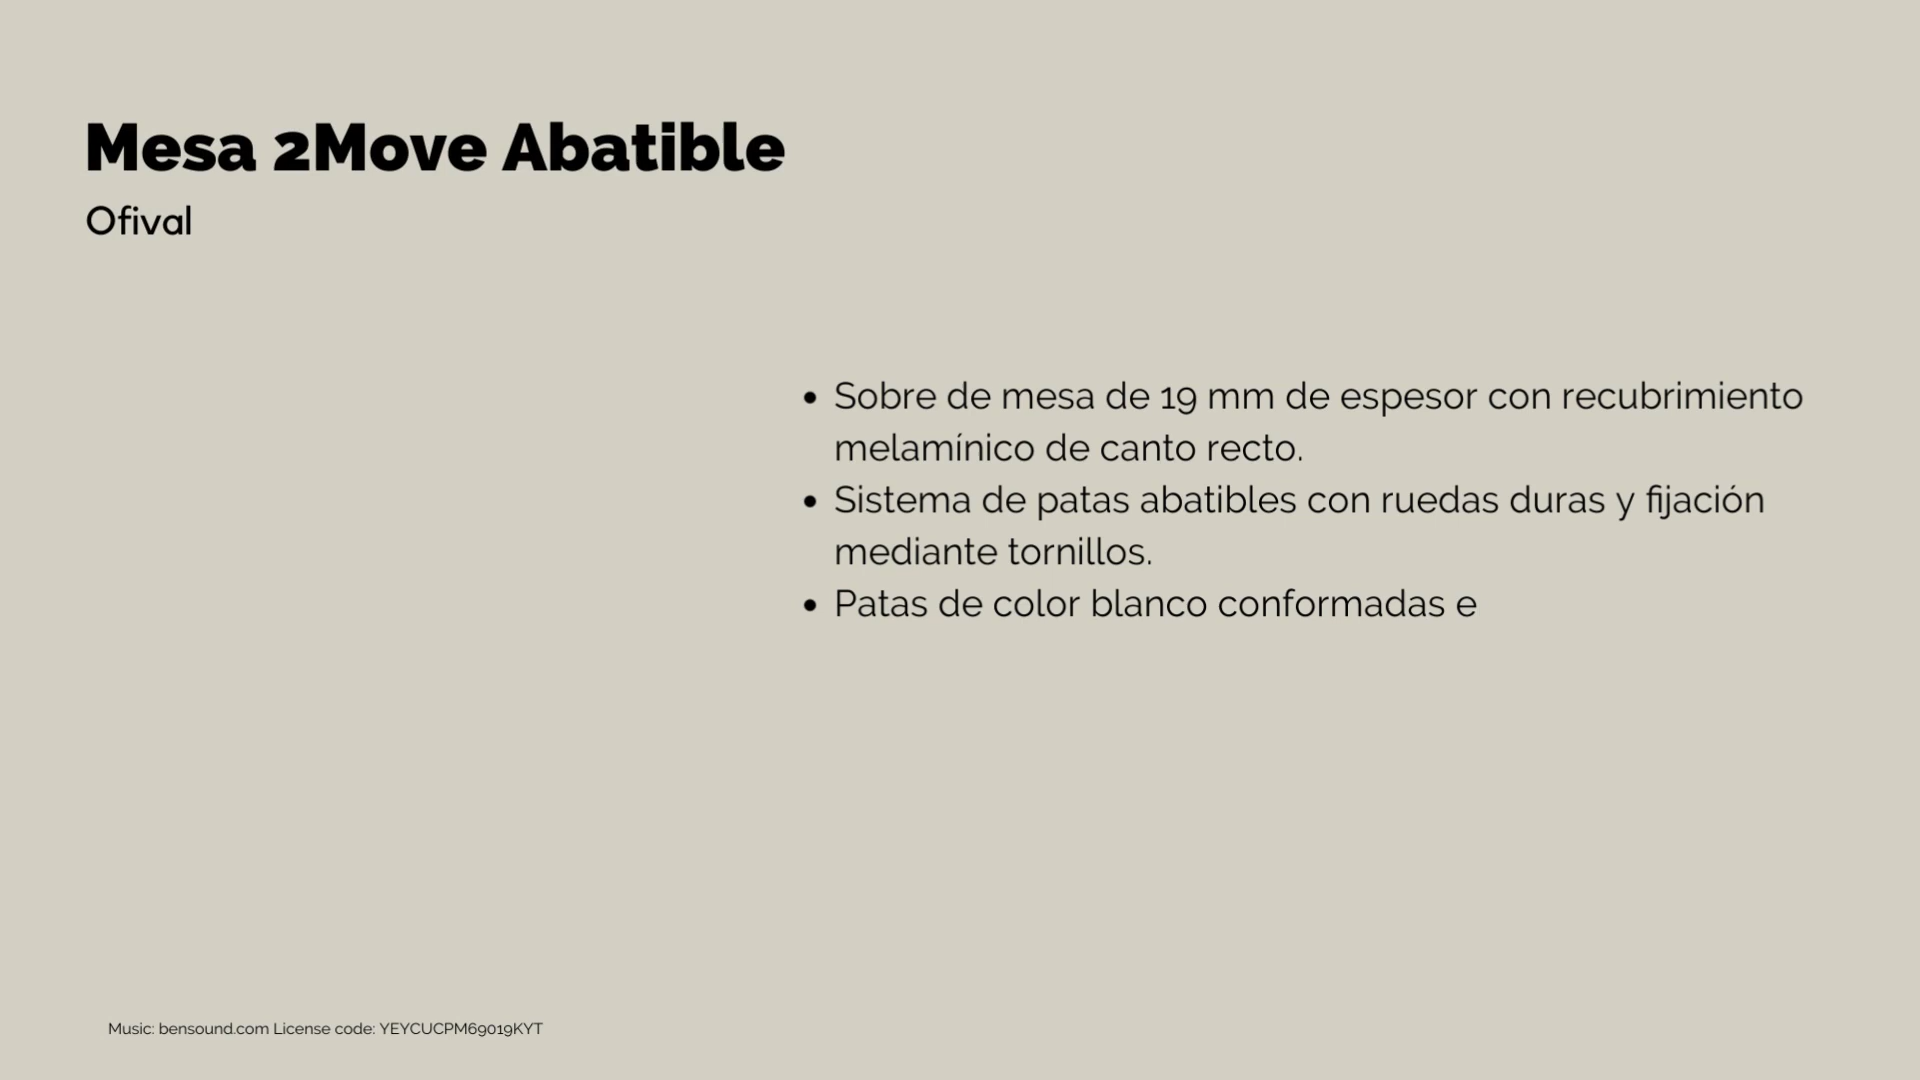 Mesa 2Move Abatible
Ofival
• Sobre de mesa de 19 mm de espesor con recubrimiento
melamínico de canto recto.
• Sistema de patas abatibles con ruedas duras y fijación
mediante tornillos.
• Patas de color blanco conformadas e
Music: bensound.com License code: YEYCUCPM69019KYT